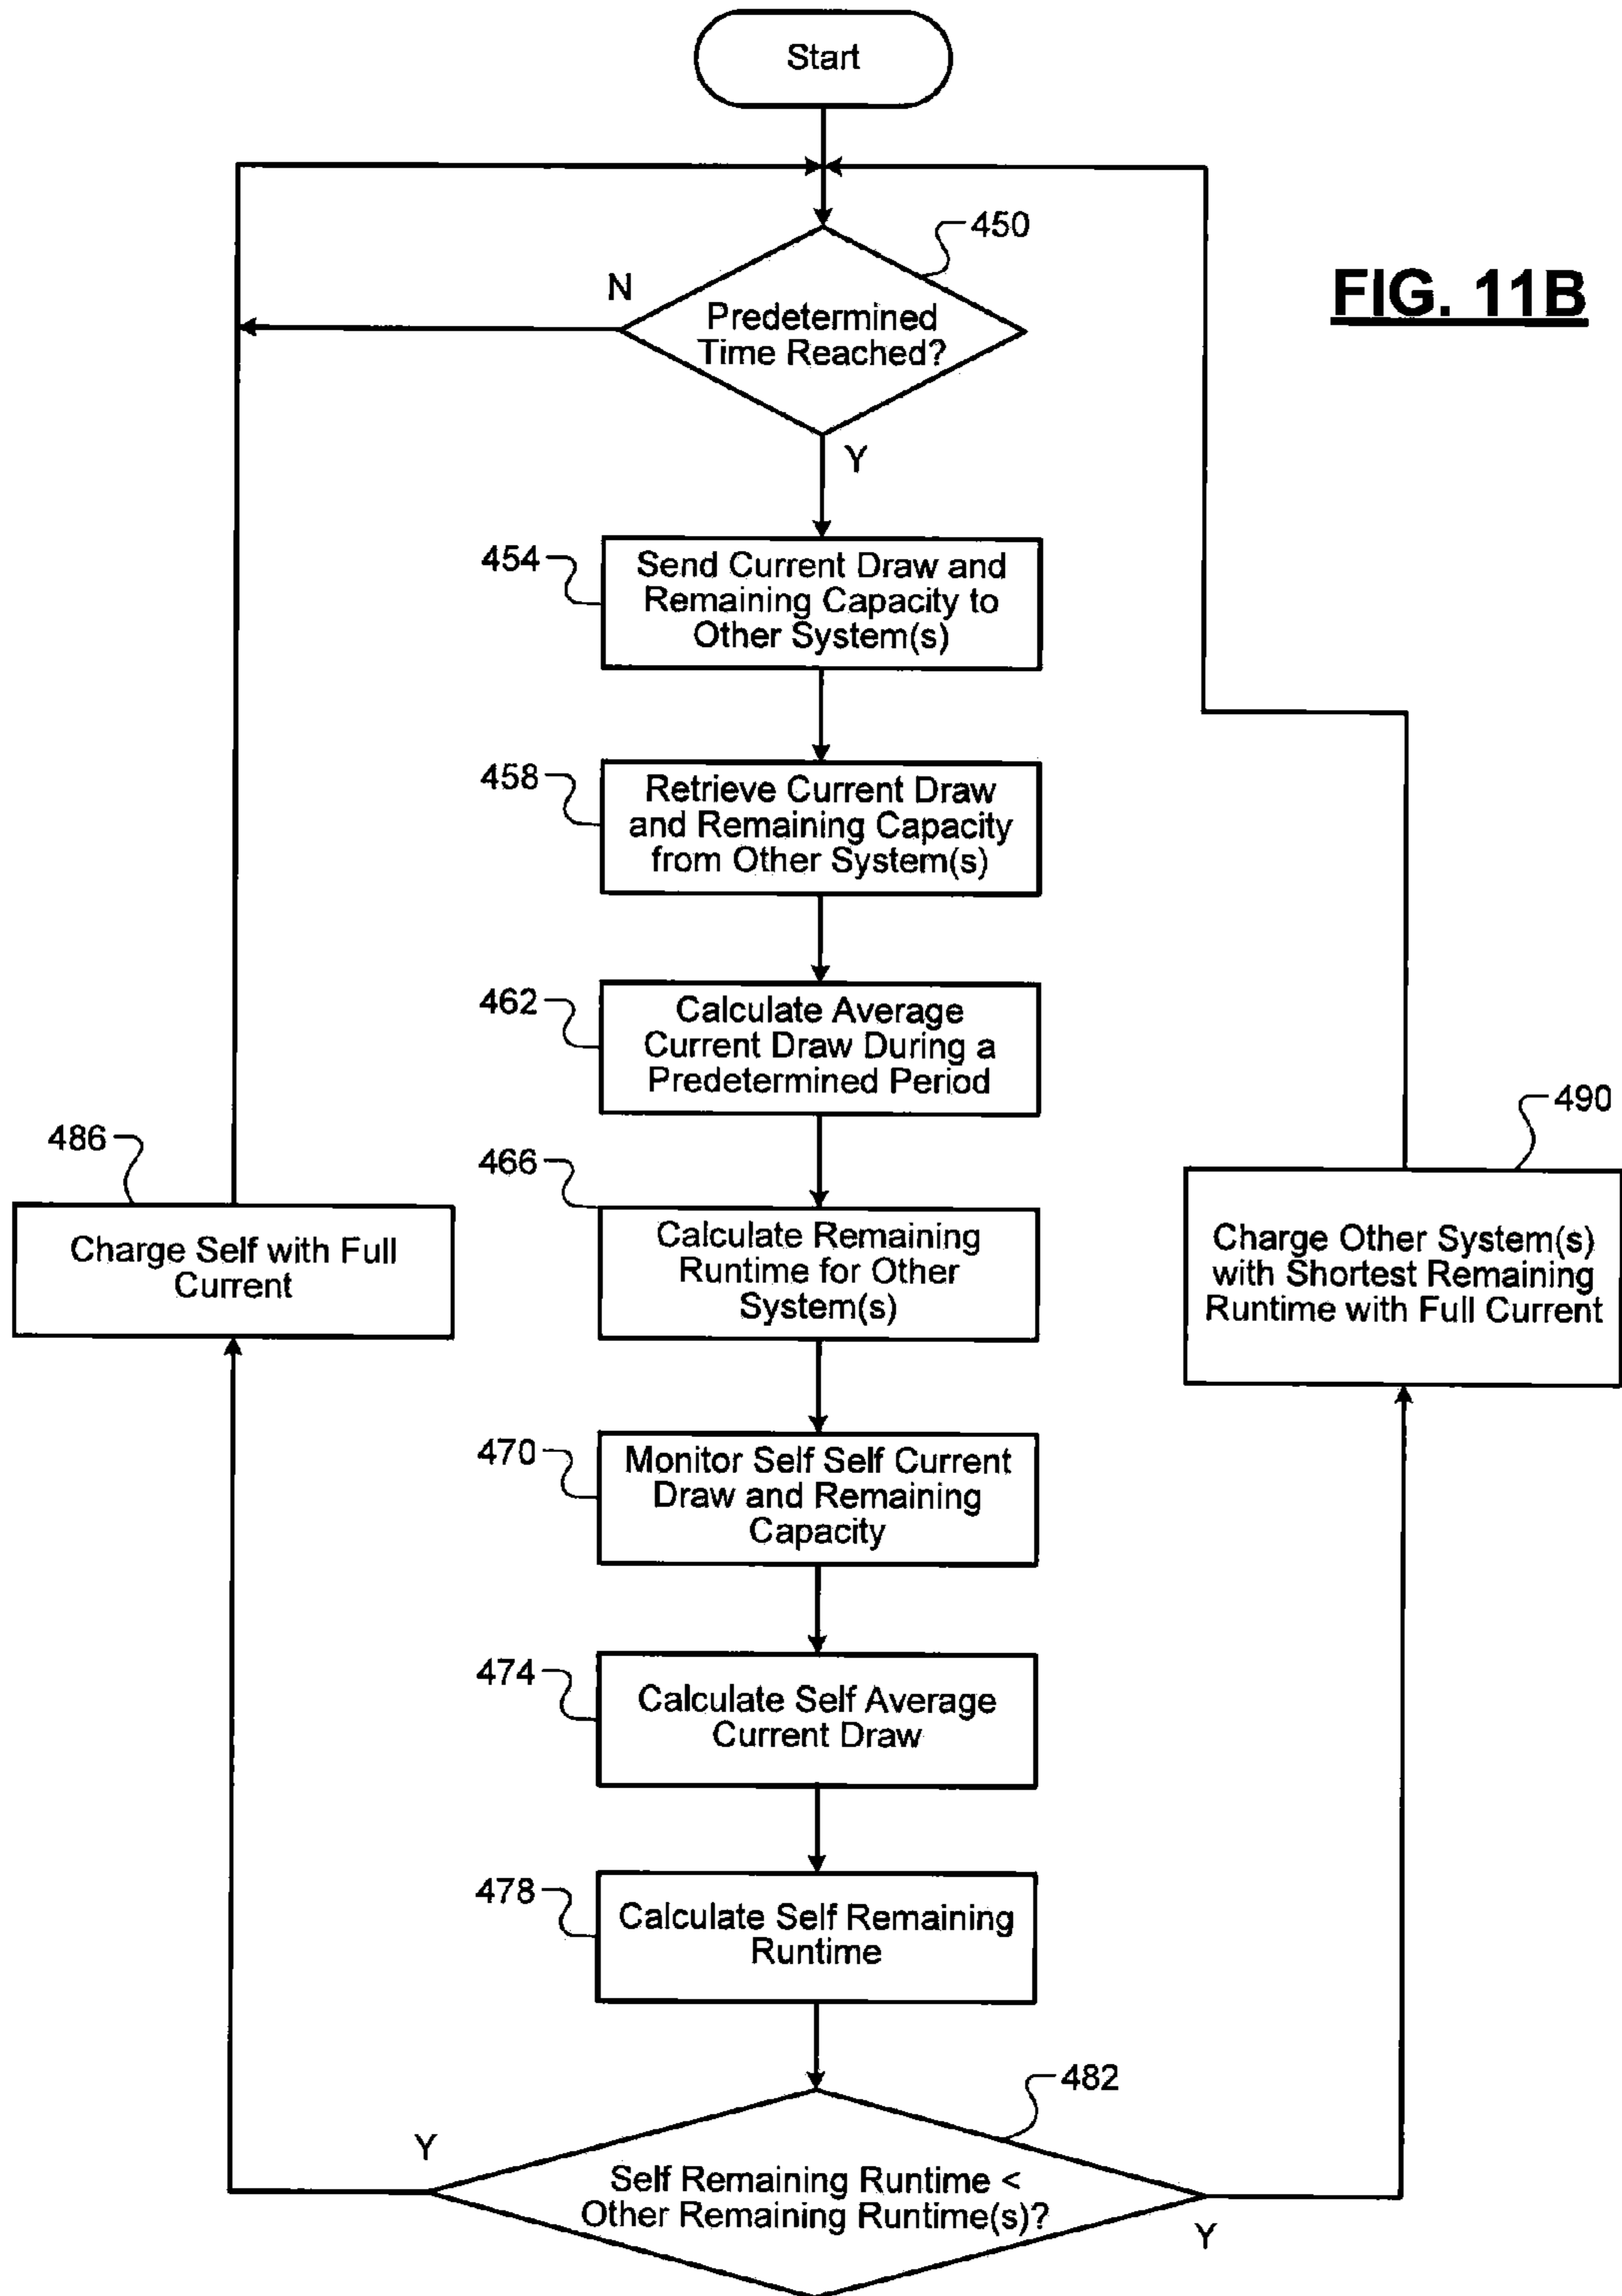 Start
450
FIG. 11B
N
Predetermined
Time Reached?
Y
454
Send Current Draw and
Remaining Capacity to
Other System(s)
458
Retrieve Current Draw
and Remaining Capacity
from Other System(s)
462
Calculate Average
Current Draw During a
Predetermined Period
490
486
466
Charge Self with Full
Current
Calculate Remaining
Runtime for Other
System(s)
Charge Other System(s)
with Shortest Remaining
Runtime with Full Current
470
Monitor Self Self Current
Draw and Remaining
Capacity
474
Calculate Self Average
Current Draw
478
Calculate Self Remaining
Runtime
482
Y
Self Remaining Runtime <
Other Remaining Runtime(s)?
Y